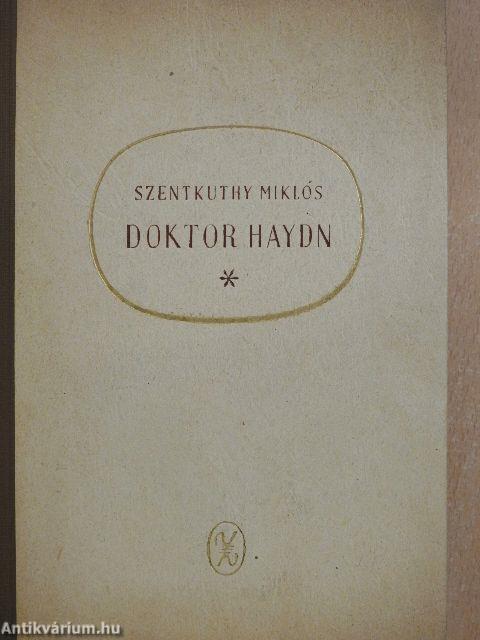 SZENTKUTHY MIKLÓS
DOKTOR HAYDN
*
Antikvárium.hu